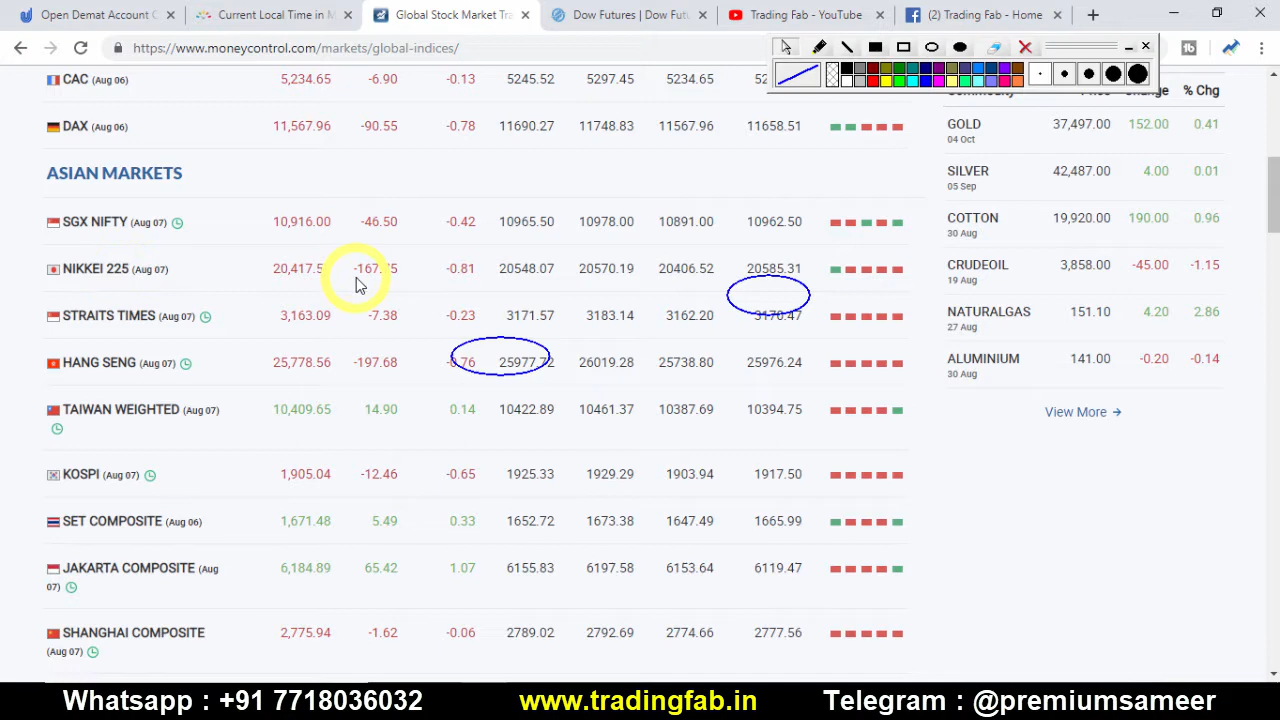 Open Demat Account C
Current Local Time in M
Global Stock Market Tra
Dow Futures | Dow Futu
Trading Fab - YouTube
(2) Trading Fab - Home
https://www.moneycontrol.com/markets/global-indices/
CAC (Aug 06) 5,234.65 -6.90 -0.13 5245.52 5297.45 5234.65
DAX (Aug 06) 11,567.96 -90.55 -0.78 11690.27 11748.83 11567.96 11658.51
ASIAN MARKETS
SGX NIFTY (Aug 07) 10,916.00 -46.50 -0.42 10965.50 10978.00 10891.00 10962.50
NIKKEI 225 (Aug 07) -0.81 20548.07 20570.19 20406.52 20585.31
STRAITS TIMES (Aug 07) 3,163.09 -7.38 -0.23 3171.57 3183.14 3162.20 3170.47
HANG SENG (Aug 07) 25,778.56 -197.68 -0.76 25977.72 26019.28 25738.80 25976.24
TAIWAN WEIGHTED (Aug 07) 10,409.65 14.90 0.14 10422.89 10461.37 10387.69 10394.75
KOSPI (Aug 07) 1,905.04 -12.46 -0.65 1925.33 1929.29 1903.94 1917.50
SET COMPOSITE (Aug 06) 1,671.48 5.49 0.33 1652.72 1673.38 1647.49 1665.99
JAKARTA COMPOSITE (Aug 6,184.89 65.42 1.07 6155.83 6197.58 6153.64 6119.47
07)
SHANGHAI COMPOSITE 2,775.94 -1.62 -0.06 2789.02 2792.69 2774.66 2777.56
(Aug 07)
Commodity Price Change % Chg
GOLD 37,497.00 152.00 0.41
04 Oct
SILVER 42,487.00 4.00 0.01
05 Sep
COTTON 19,920.00 190.00 0.96
30 Aug
CRUDEOIL 3,858.00 -45.00 -1.15
19 Aug
NATURALGAS 151.10 4.20 2.86
27 Aug
ALUMINIUM 141.00 -0.20 -0.14
30 Aug
View More
Whatsapp : +91 7718036032 www.tradingfab.in Telegram : @premiumsameer